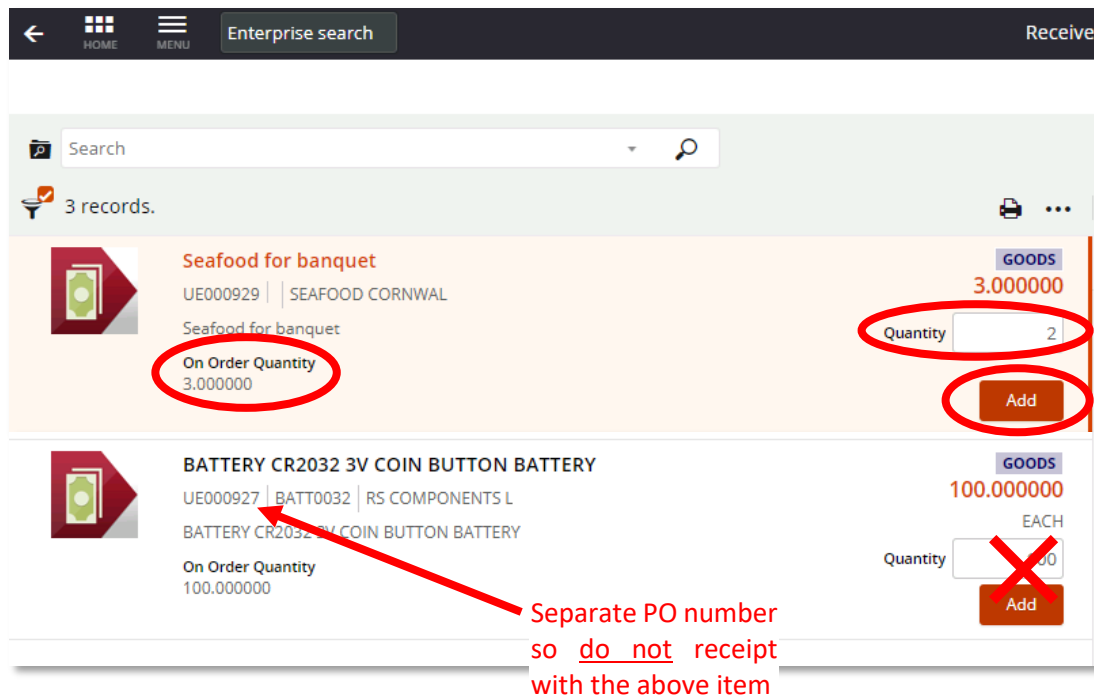 HOME MENU Enterprise search Receive
Search
3 records.
Seafood for banquet GOODS
UE000929 SEAFOOD CORNWAL 3.000000
Seafood for banquet Quantity 2
On Order Quantity
3.000000
Add
BATTERY CR2032 3V COIN BUTTON BATTERY GOODS
UE000927 BATT0032 RS COMPONENTS L 100.000000
EACH
BATTERY CR2032 3V COIN BUTTON BATTERY
On Order Quantity Quantity
100.000000
Add
Separate PO number
so do not receipt
with the above item